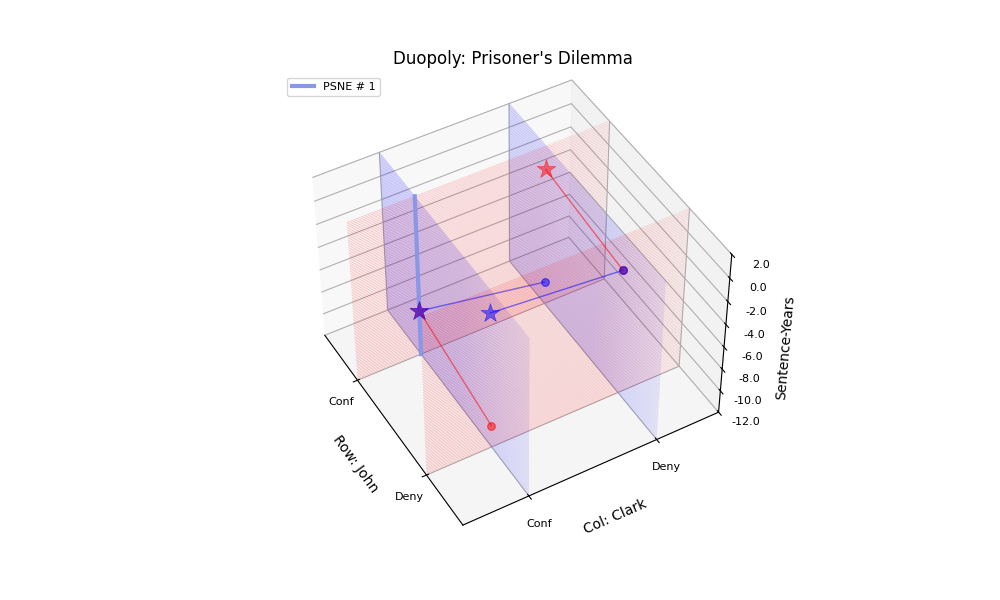 Duopoly: Prisoner's Dilemma
PSNE # 1
2.0
0.0
-2.0
-4.0
-6.0
-8.0
-10.0
-12.0
Sentence-Years
Conf
Deny
Row: John
Conf
Deny
Col: Clark